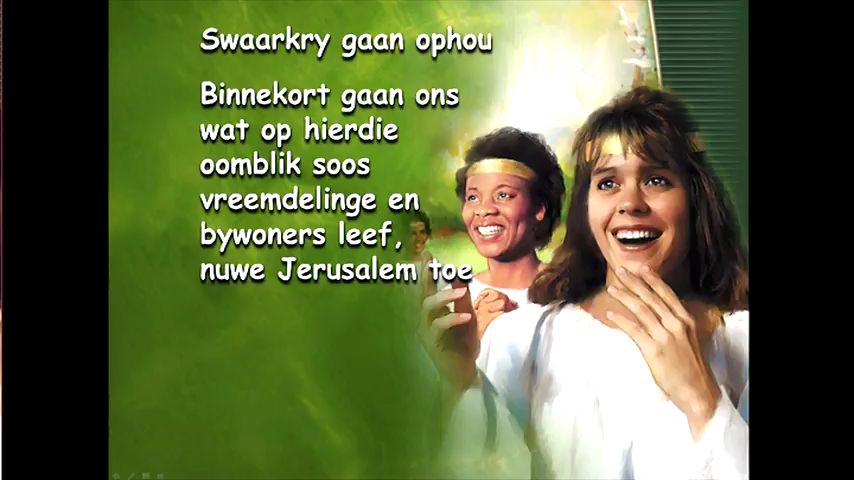 Swaarkry gaan ophou
Binnekort gaan ons
wat op hierdie
oomblik soos
vreemdelinge en
bywoners leef,
nuwe Jerusalem toe